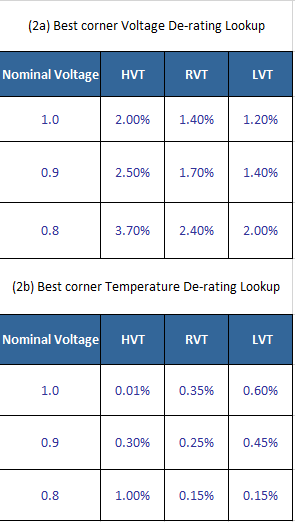 (2a) Best corner Voltage De-rating Lookup
Nominal Voltage HVT RVT LVT
1.0 2.00% 1.40% 1.20%
0.9 2.50% 1.70% 1.40%
0.8 3.70% 2.40% 2.00%
(2b) Best corner Temperature De-rating Lookup
Nominal Voltage HVT RVT LVT
1.0 0.01% 0.35% 0.60%
0.9 0.30% 0.25% 0.45%
0.8 1.00% 0.15% 0.15%